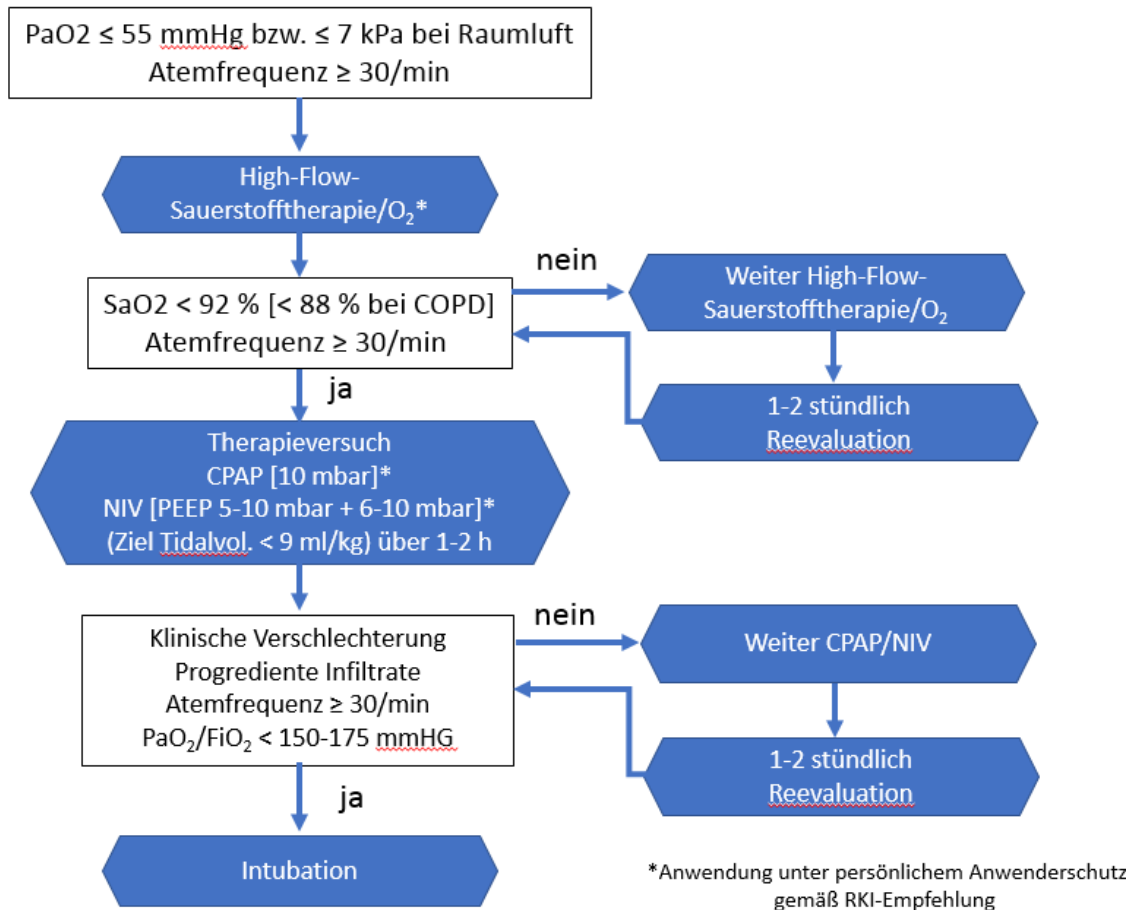 PaO2 ≤ 55 mmHg bzw. ≤ 7 kPa bei Raumluft
Atemfrequenz ≥ 30/min
High-Flow-
Sauerstofftherapie/O₂*
SaO2 < 92 % [< 88 % bei COPD]
Atemfrequenz ≥ 30/min
nein
Weiter High-Flow-
Sauerstofftherapie/O₂
1-2 stündlich
Reevaluation
ja
Therapieversuch
CPAP [10 mbar]*
NIV [PEEP 5-10 mbar + 6-10 mbar]*
(Ziel Tidalvol. < 9 ml/kg) über 1-2 h
Klinische Verschlechterung
Progrediente Infiltrate
Atemfrequenz ≥ 30/min
PaO₂/FiO₂ < 150-175 mmHG
nein
Weiter CPAP/NIV
1-2 stündlich
Reevaluation
ja
Intubation
*Anwendung unter persönlichem Anwenderschutz
gemäß RKI-Empfehlung